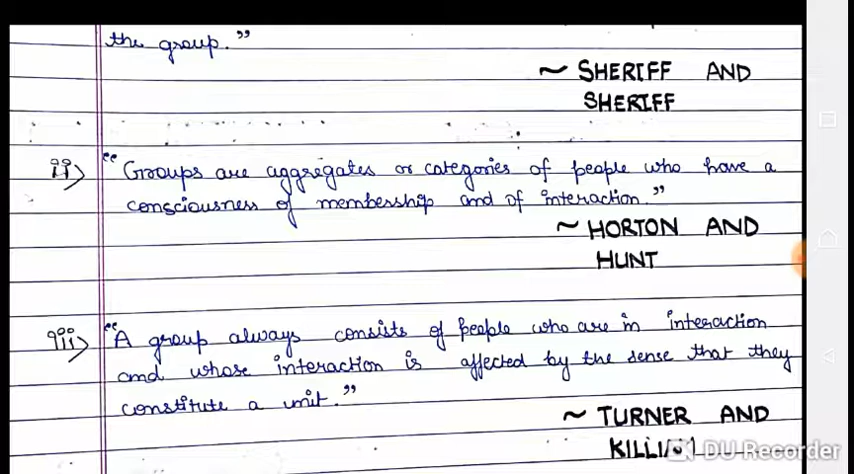 the group."
~ SHERIFF AND
SHERIFF
ii) "Groups are aggregates or categories of people who have a
consciousness of membership and of interaction."
~ HORTON AND
HUNT
iii) "A group always consists of people who are in interaction
and whose interaction is affected by the sense that they
constitute a unit."
~ TURNER AND
DU Recorder